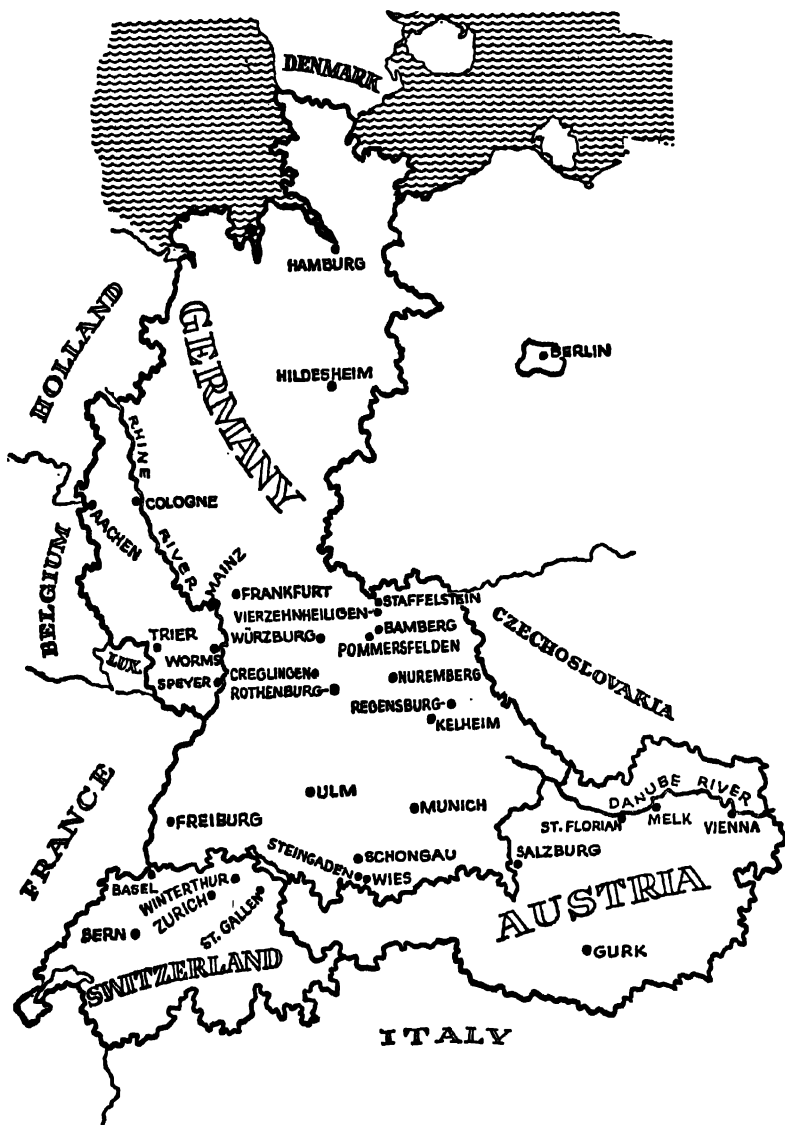 DENMARK
HAMBURG
HOLLAND
GERMANY
BERLIN
HILDESHEIM
RHINE
RIVER
COLOGNE
AACHEN
BELGIUM
MAINZ
FRANKFURT
STAFFELSTEIN
VIERZEHNHEILIGEN
BAMBERG
CZECHOSLOVAKIA
TRIER
WÜRZBURG
POMMERSFELDEN
LUX.
WORMS
CREGLINGEN
NUREMBERG
SPEYER
ROTHENBURG
REGENSBURG
KELHEIM
FRANCE
ULM
MUNICH
DANUBE RIVER
FREIBURG
ST. FLORIAN
MELK
VIENNA
STEINGADEN
SCHONGAU
SALZBURG
WIES
BASEL
WINTERTHUR
ZURICH
ST. GALLEN
AUSTRIA
BERN
GURK
SWITZERLAND
ITALY